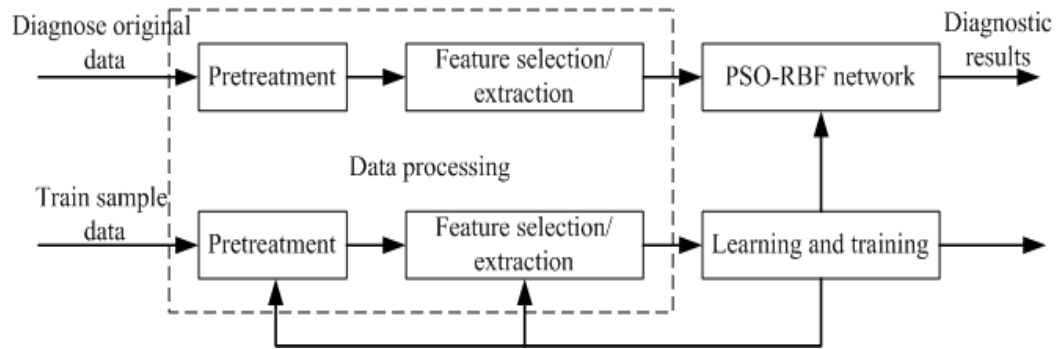 Diagnose original
data
Pretreatment
Feature selection/
extraction
PSO-RBF network
Diagnostic
results
Data processing
Train sample
data
Pretreatment
Feature selection/
extraction
Learning and training